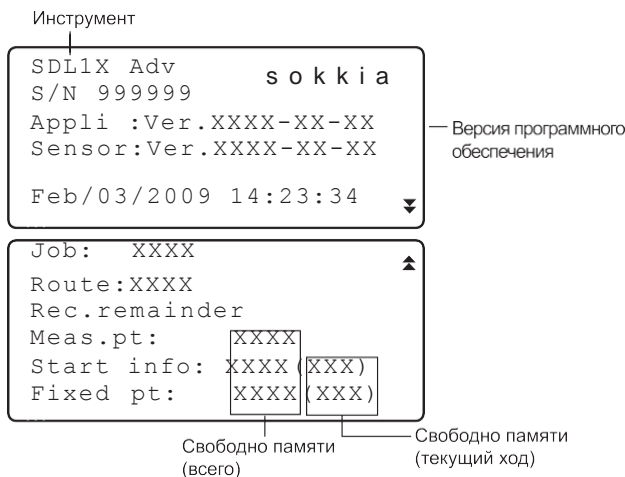 Инструмент
SDL1X Adv sokkia
S/N 999999
Appli :Ver.XXXX-XX-XX
Sensor:Ver.XXXX-XX-XX
Версия программного
обеспечения
Feb/03/2009 14:23:34
Job: XXXX
Route:XXXX
Rec.remainder
Meas.pt: XXXX
Start info: XXXX(XXX)
Fixed pt: XXXX(XXX)
Свободно памяти
(всего)
Свободно памяти
(текущий ход)